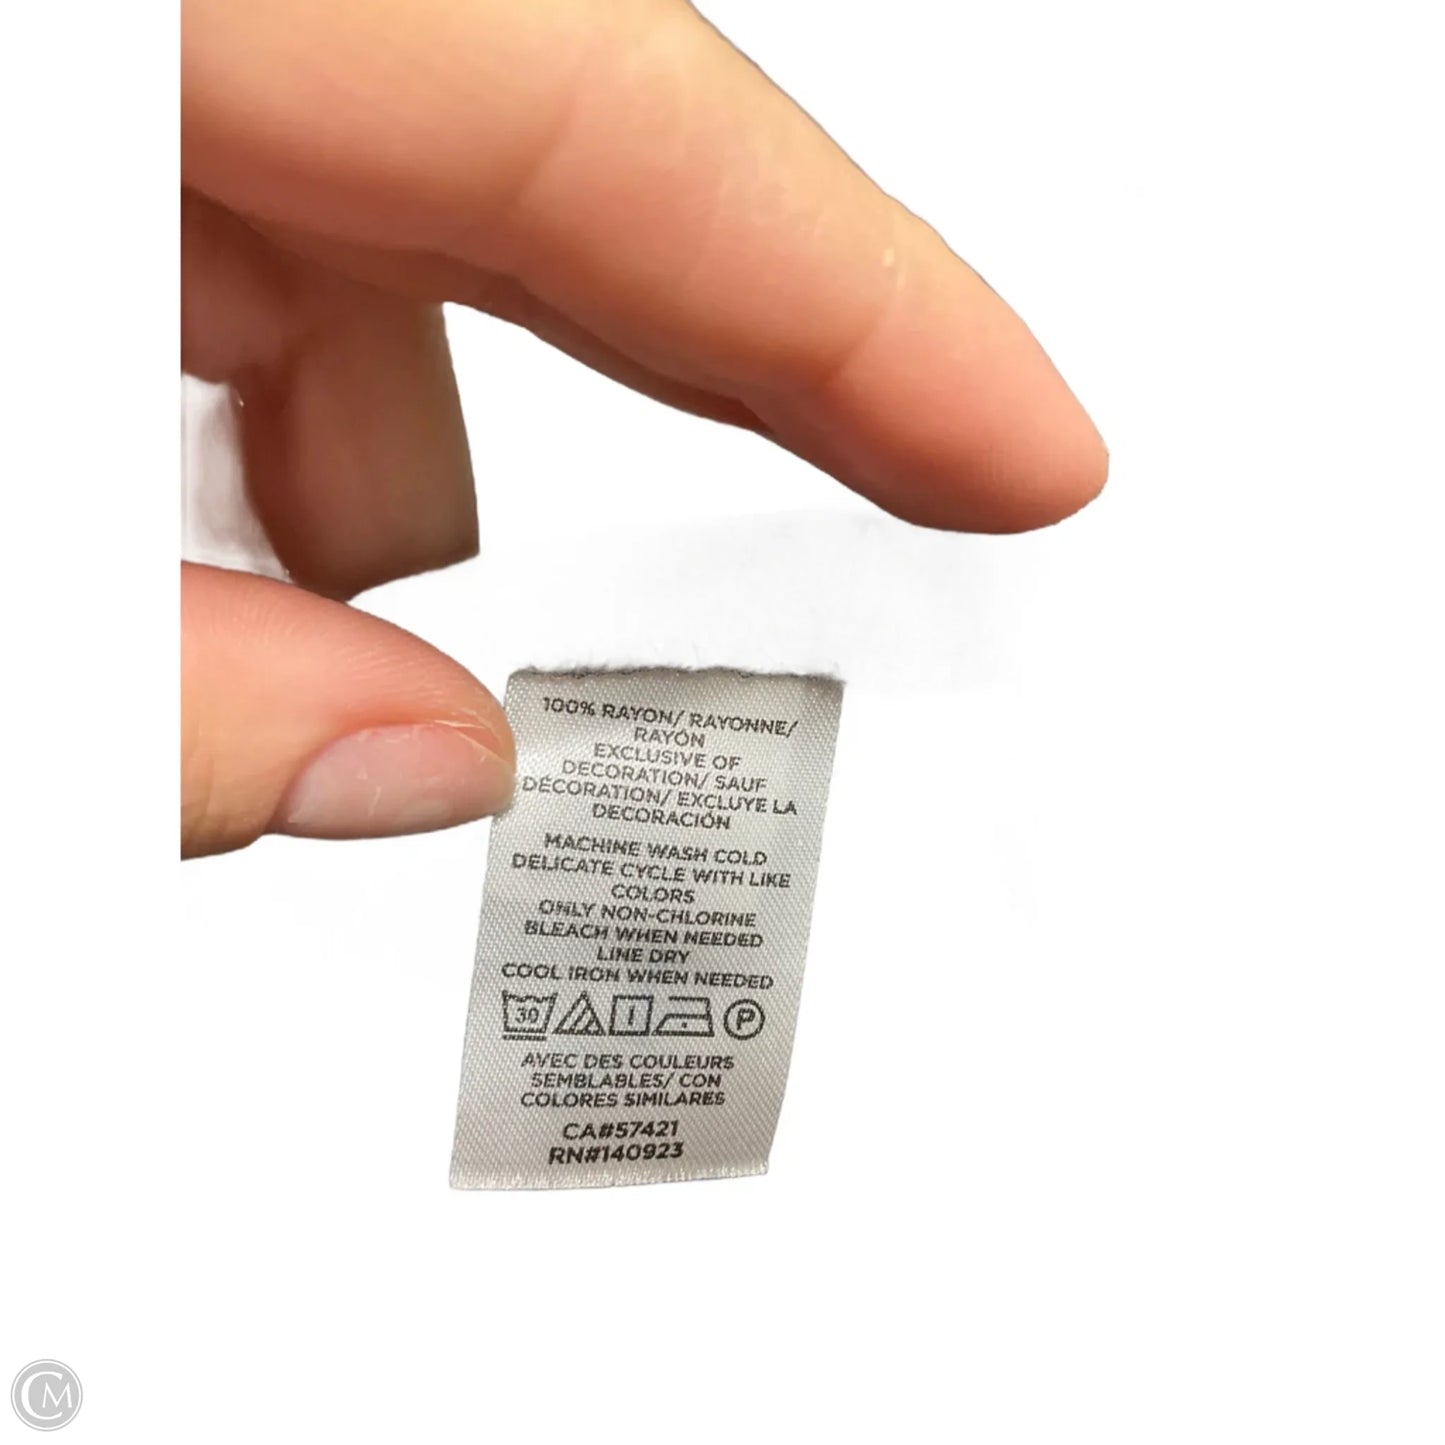 100% RAYON/ RAYONNE/
RAYÓN
EXCLUSIVE OF
DECORATION/ SAUF
DÉCORATION/ EXCLUYE LA
DECORACIÓN
MACHINE WASH COLD
DELICATE CYCLE WITH LIKE
COLORS
ONLY NON-CHLORINE
BLEACH WHEN NEEDED
LINE DRY
COOL IRON WHEN NEEDED
30 P
AVEC DES COULEURS
SEMBLABLES/ CON
COLORES SIMILARES
CA#57421
RN#140923
CM